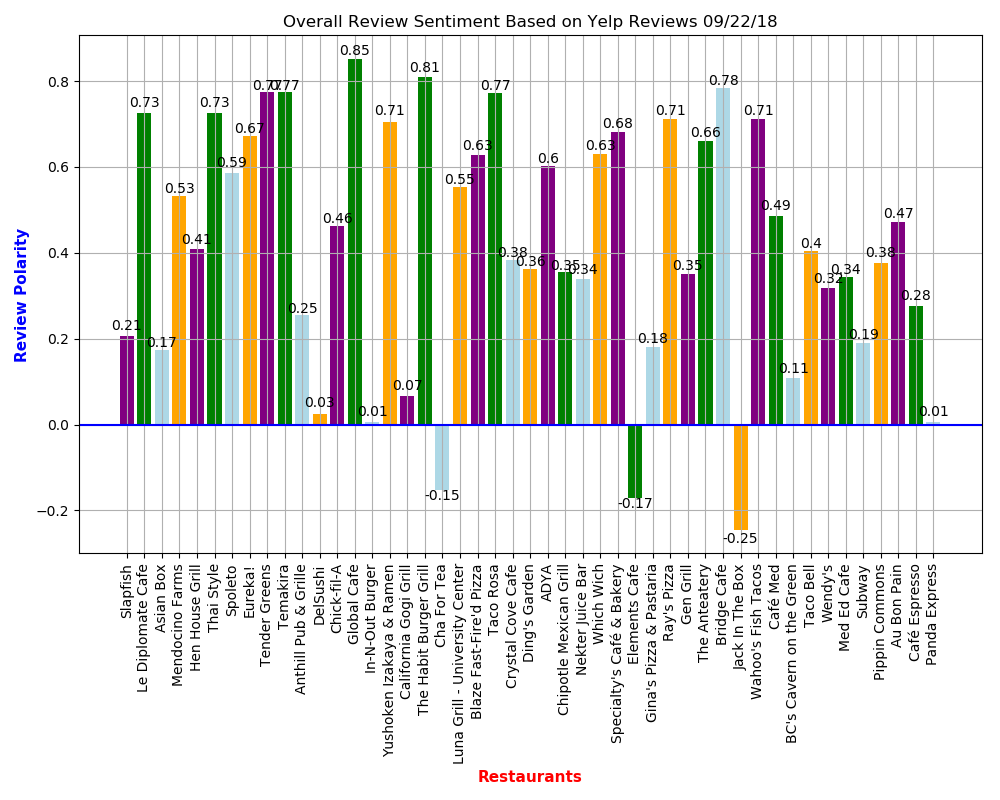 Overall Review Sentiment Based on Yelp Reviews 09/22/18
Review Polarity
0.8
0.6
0.4
0.2
0.0
−0.2
0.21
0.73
0.17
0.53
0.41
0.73
0.59
0.67
0.77
0.77
0.25
0.03
0.46
0.85
0.01
0.71
0.07
0.81
-0.15
0.55
0.63
0.77
0.38
0.36
0.6
0.35
0.34
0.63
0.68
-0.17
0.18
0.71
0.35
0.66
0.78
-0.25
0.71
0.49
0.11
0.4
0.32
0.34
0.19
0.38
0.47
0.28
0.01
Slapfish
Le Diplomate Cafe
Asian Box
Mendocino Farms
Hen House Grill
Thai Style
Spoleto
Eureka!
Tender Greens
Temakira
Anthill Pub & Grille
DelSushi
Chick-fil-A
Global Cafe
In-N-Out Burger
Yushoken Izakaya & Ramen
California Gogi Grill
The Habit Burger Grill
Cha For Tea
Luna Grill - University Center
Blaze Fast-Fire'd Pizza
Taco Rosa
Crystal Cove Cafe
Ding's Garden
ADYA
Chipotle Mexican Grill
Nekter Juice Bar
Which Wich
Specialty's Café & Bakery
Elements Cafe
Gina's Pizza & Pastaria
Ray's Pizza
Gen Grill
The Anteatery
Bridge Cafe
Jack In The Box
Wahoo's Fish Tacos
Café Med
BC's Cavern on the Green
Taco Bell
Wendy's
Med Ed Cafe
Subway
Pippin Commons
Au Bon Pain
Café Espresso
Panda Express
Restaurants